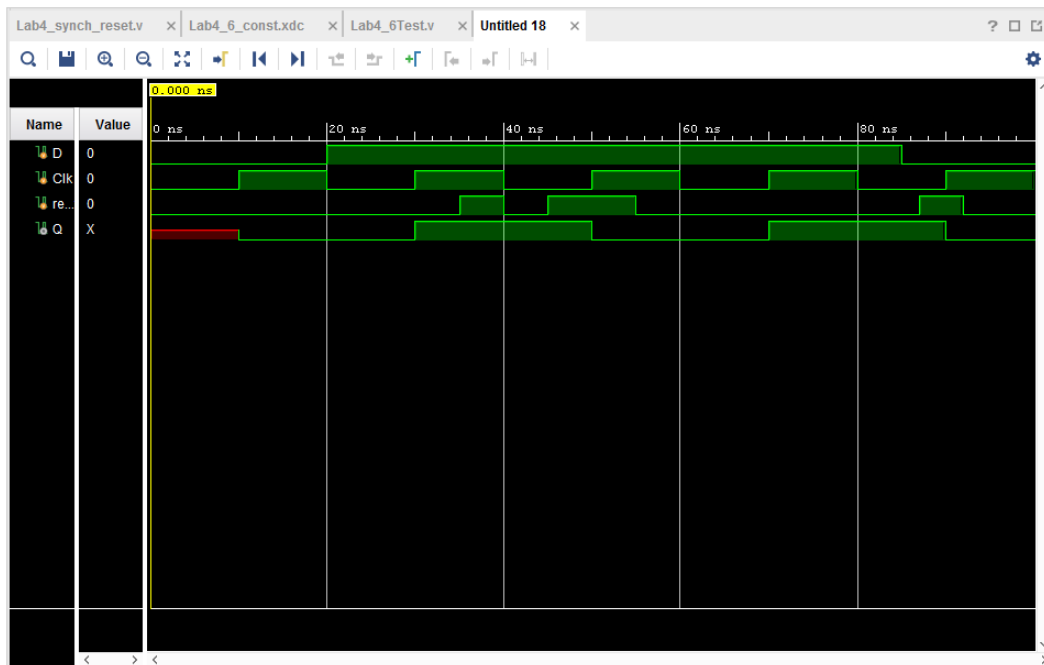 Lab4_synch_reset.v × Lab4_6_const.xdc × Lab4_6Test.v × Untitled 18 × ?
0.000 ns
Name Value 0 ns 20 ns 40 ns 60 ns 80 ns
D 0
Clk 0
re... 0
Q X